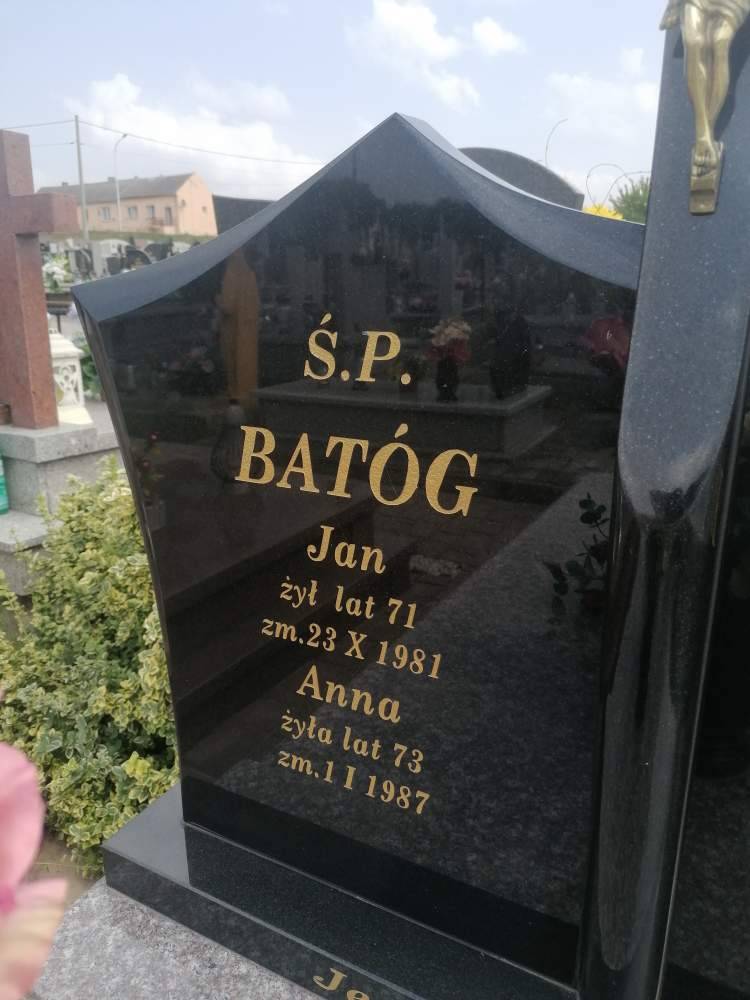 Ś.P.
BATÓG
Jan
żył lat 71
zm.23 X 1981
Anna
żyła lat 73
zm.1 I 1987